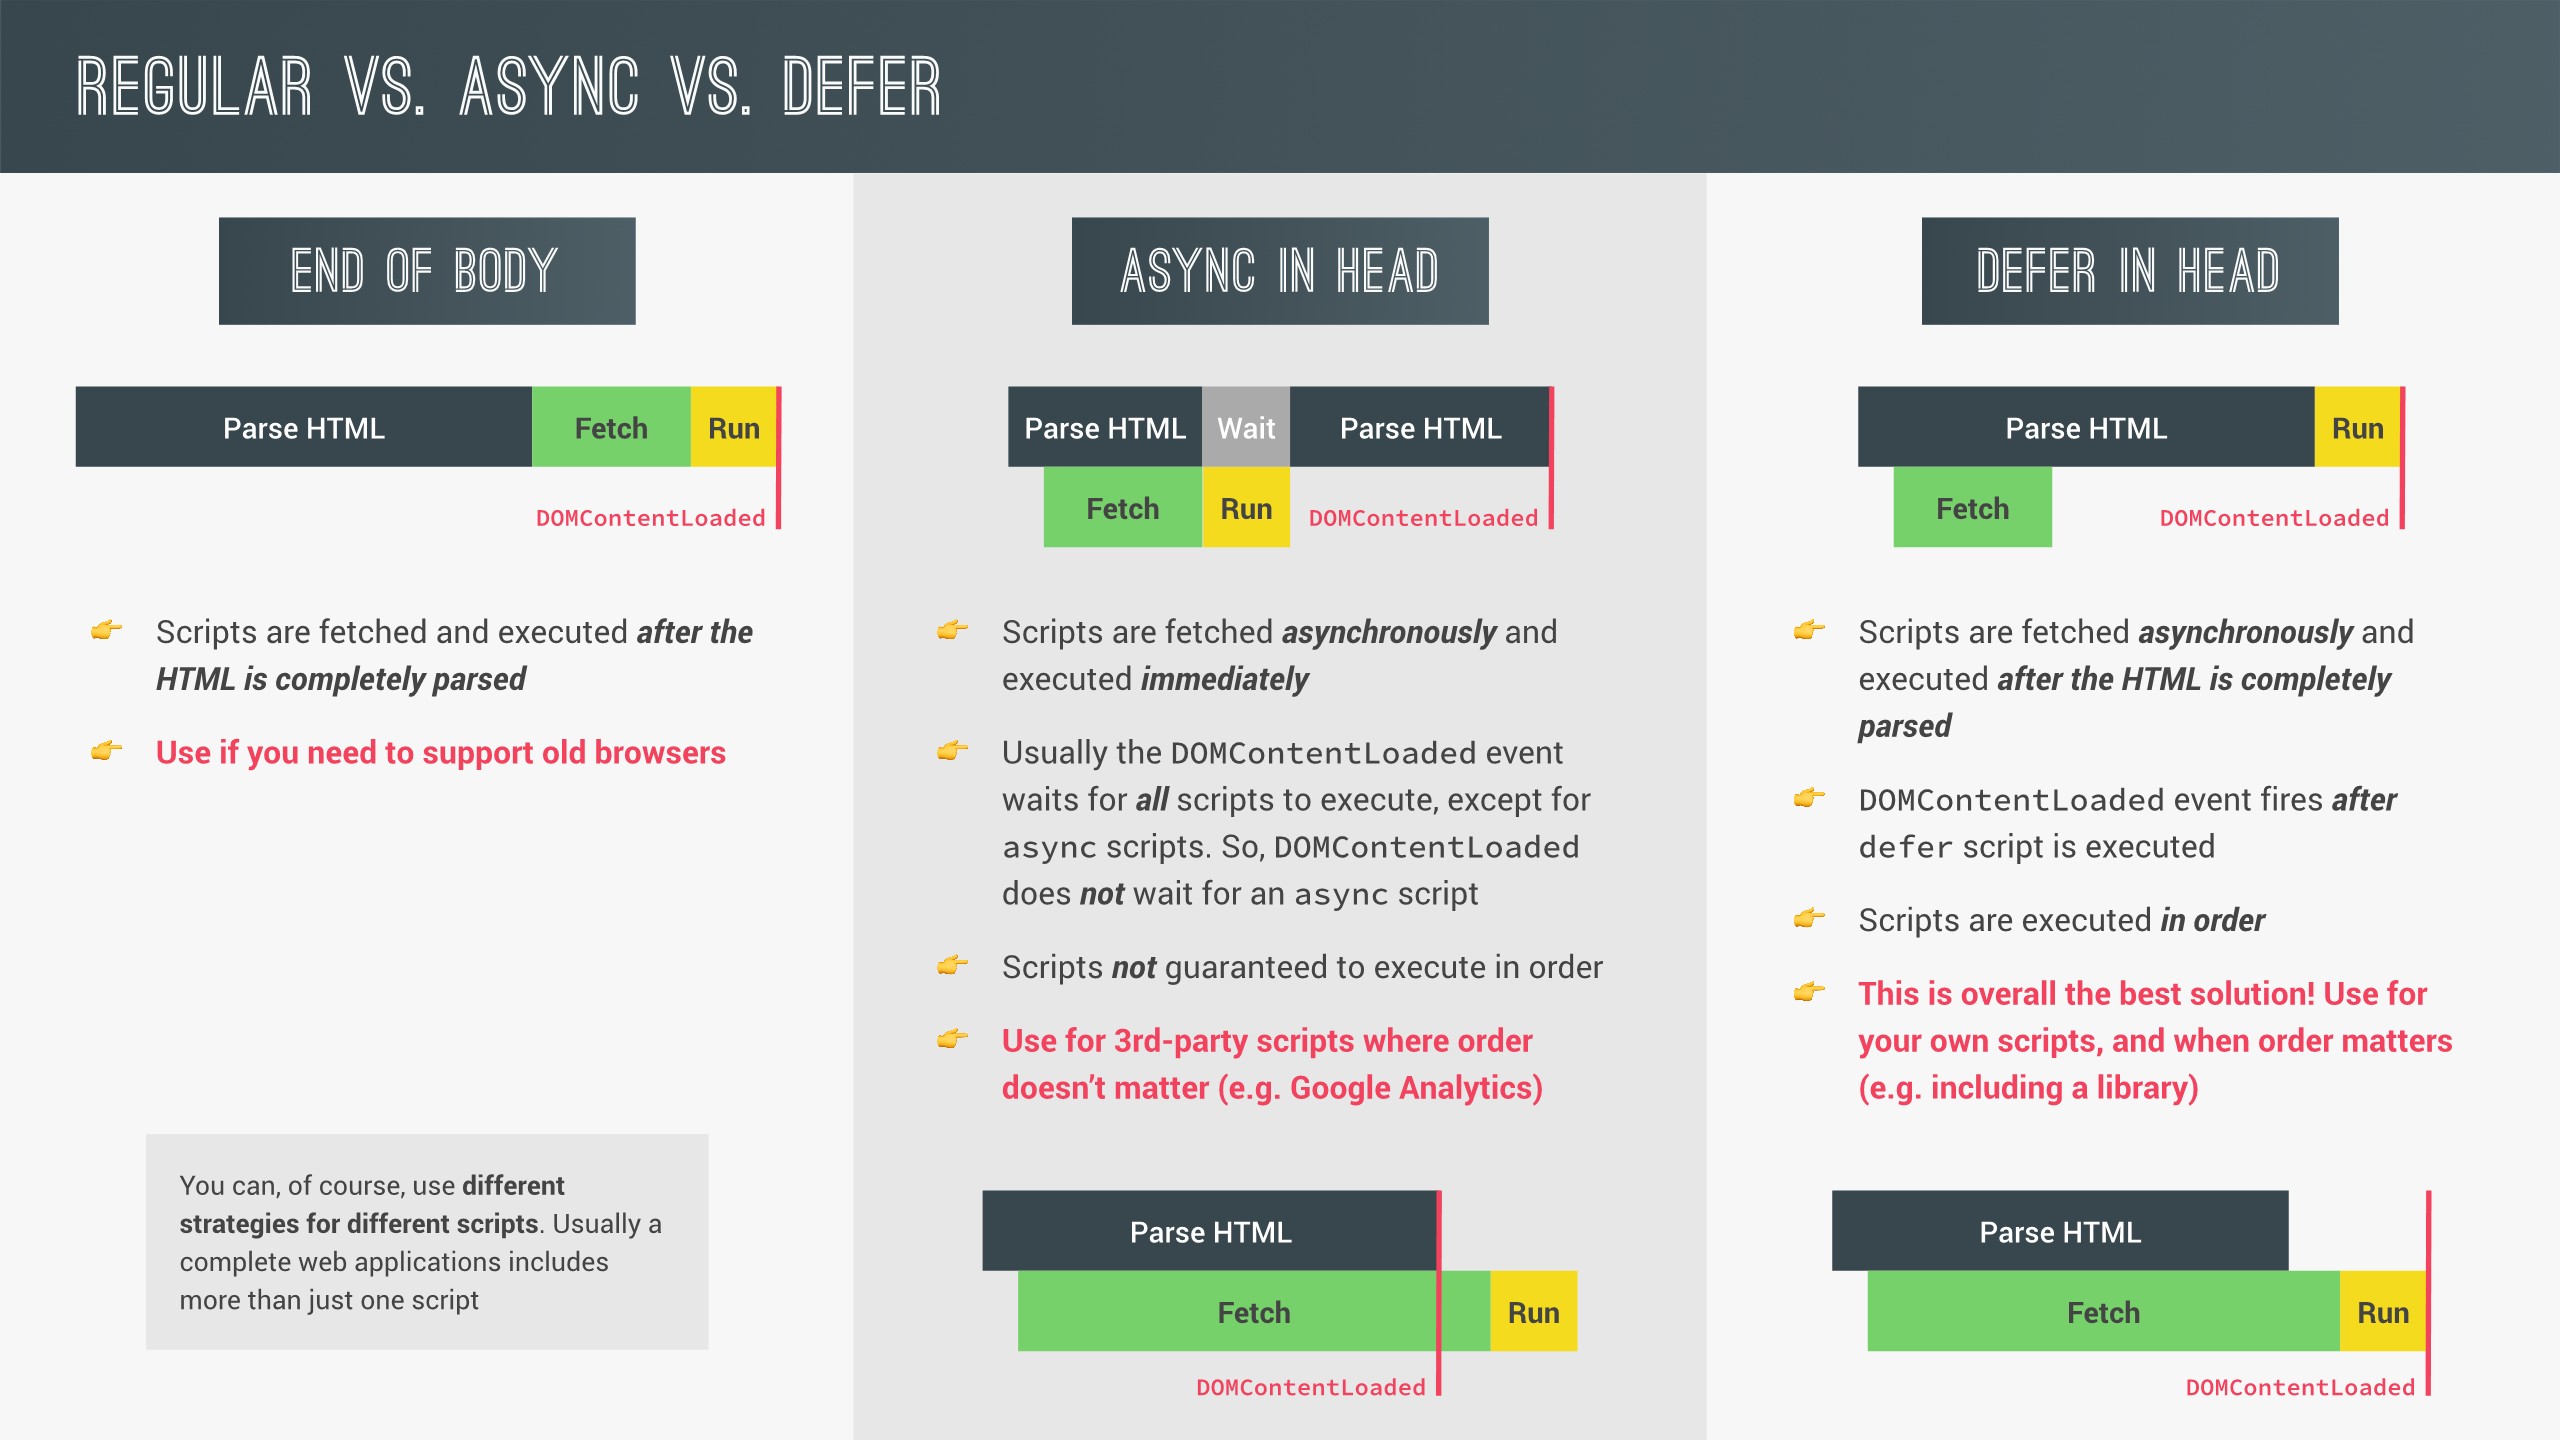 REGULAR VS. ASYNC VS. DEFER
END OF BODY
Parse HTML Fetch Run
DOMContentLoaded
Scripts are fetched and executed after the
HTML is completely parsed
Use if you need to support old browsers
You can, of course, use different
strategies for different scripts. Usually a
complete web applications includes
more than just one script
ASYNC IN HEAD
Parse HTML Wait Parse HTML
Fetch Run DOMContentLoaded
Scripts are fetched asynchronously and
executed immediately
Usually the DOMContentLoaded event
waits for all scripts to execute, except for
async scripts. So, DOMContentLoaded
does not wait for an async script
Scripts not guaranteed to execute in order
Use for 3rd-party scripts where order
doesn’t matter (e.g. Google Analytics)
Parse HTML
Fetch Run
DOMContentLoaded
DEFER IN HEAD
Parse HTML Run
Fetch DOMContentLoaded
Scripts are fetched asynchronously and
executed after the HTML is completely
parsed
DOMContentLoaded event fires after
defer script is executed
Scripts are executed in order
This is overall the best solution! Use for
your own scripts, and when order matters
(e.g. including a library)
Parse HTML
Fetch Run
DOMContentLoaded